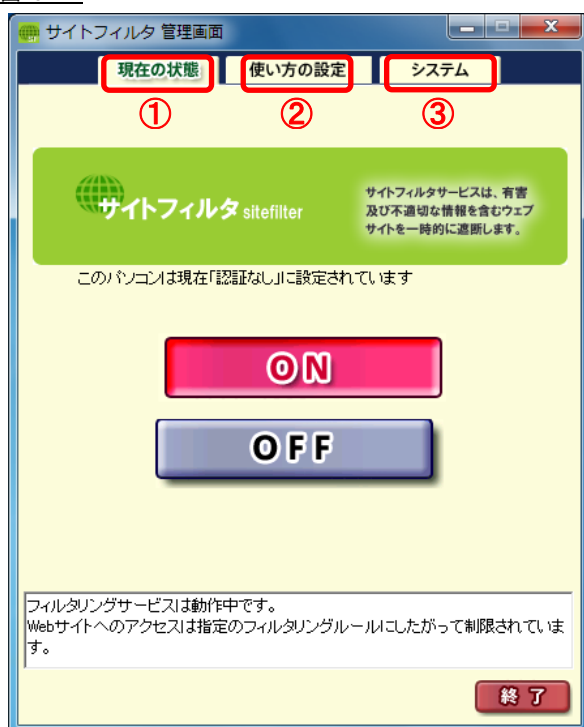 サイトフィルタ 管理画面
現在の状態 使い方の設定 システム
① ② ③
サイトフィルタ sitefilter
サイトフィルタサービスは、有害
及び不適切な情報を含むウェブ
サイトを一時的に遮断します。
このパソコンは現在「認証なし」に設定されています
ON
OFF
フィルタリングサービスは動作中です。
Webサイトへのアクセスは指定のフィルタリングルールにしたがって制限されていま
す。
終了